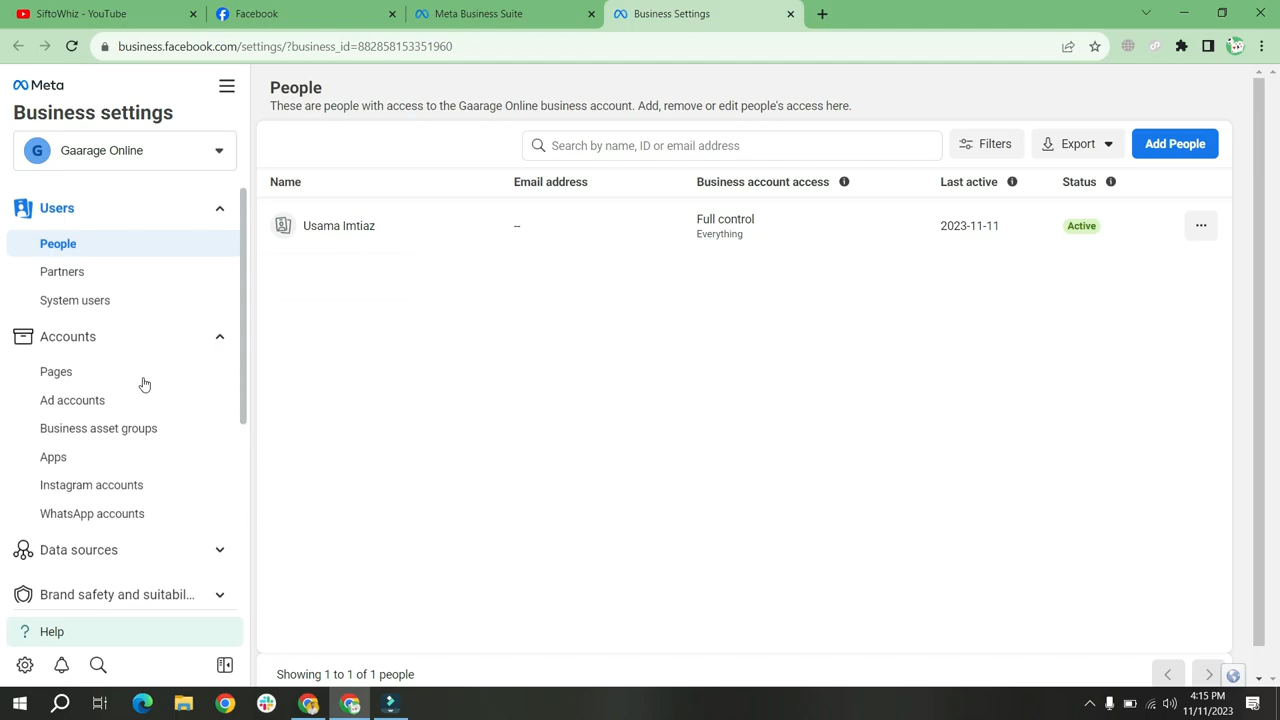 SiftoWhiz - YouTube
Facebook
Meta Business Suite
Business Settings
business.facebook.com/settings/?business_id=882858153351960
Meta
Business settings
G
Gaarage Online
Users
People
Partners
System users
Accounts
Pages
Ad accounts
Business asset groups
Apps
Instagram accounts
WhatsApp accounts
Data sources
Brand safety and suitabil...
? Help
People
These are people with access to the Gaarage Online business account. Add, remove or edit people's access here.
Search by name, ID or email address
Filters
Export
Add People
Name
Email address
Business account access
Last active
Status
Usama Imtiaz
--
Full control
Everything
2023-11-11
Active
Showing 1 to 1 of 1 people
4:15 PM
11/11/2023